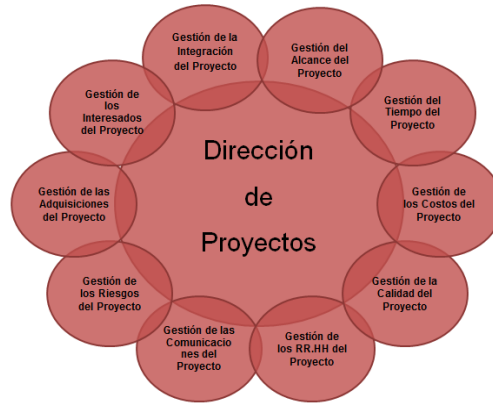 Gestión de la
Integración
del Proyecto
Gestión del
Alcance del
Proyecto
Gestión de
los
Interesados
del Proyecto
Gestión del
Tiempo del
Proyecto
Dirección
de
Proyectos
Gestión de las
Adquisiciones
del Proyecto
Gestión de
los Costos del
Proyecto
Gestión de
los Riesgos
del Proyecto
Gestión de la
Calidad del
Proyecto
Gestión de las
Comunicacio
nes del
Proyecto
Gestión de
los RR.HH del
Proyecto